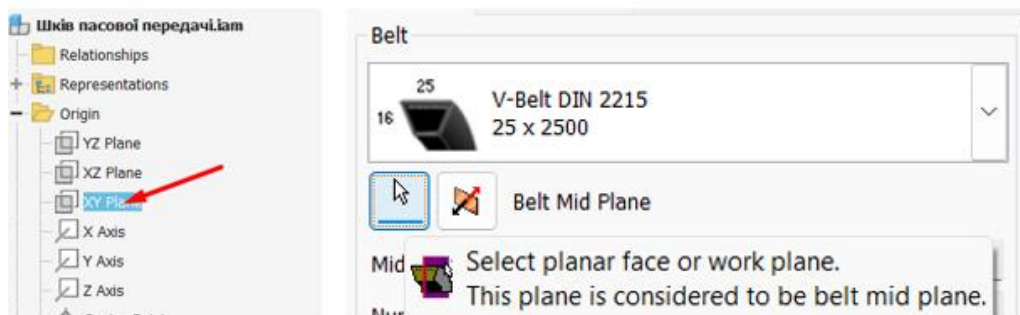 Шків пасової передачі.iam
Relationships
Representations
Origin
YZ Plane
XZ Plane
XY Plane
X Axis
Y Axis
Z Axis
Belt
25
16
V-Belt DIN 2215
25 x 2500
Belt Mid Plane
Mid
Select planar face or work plane.
This plane is considered to be belt mid plane.